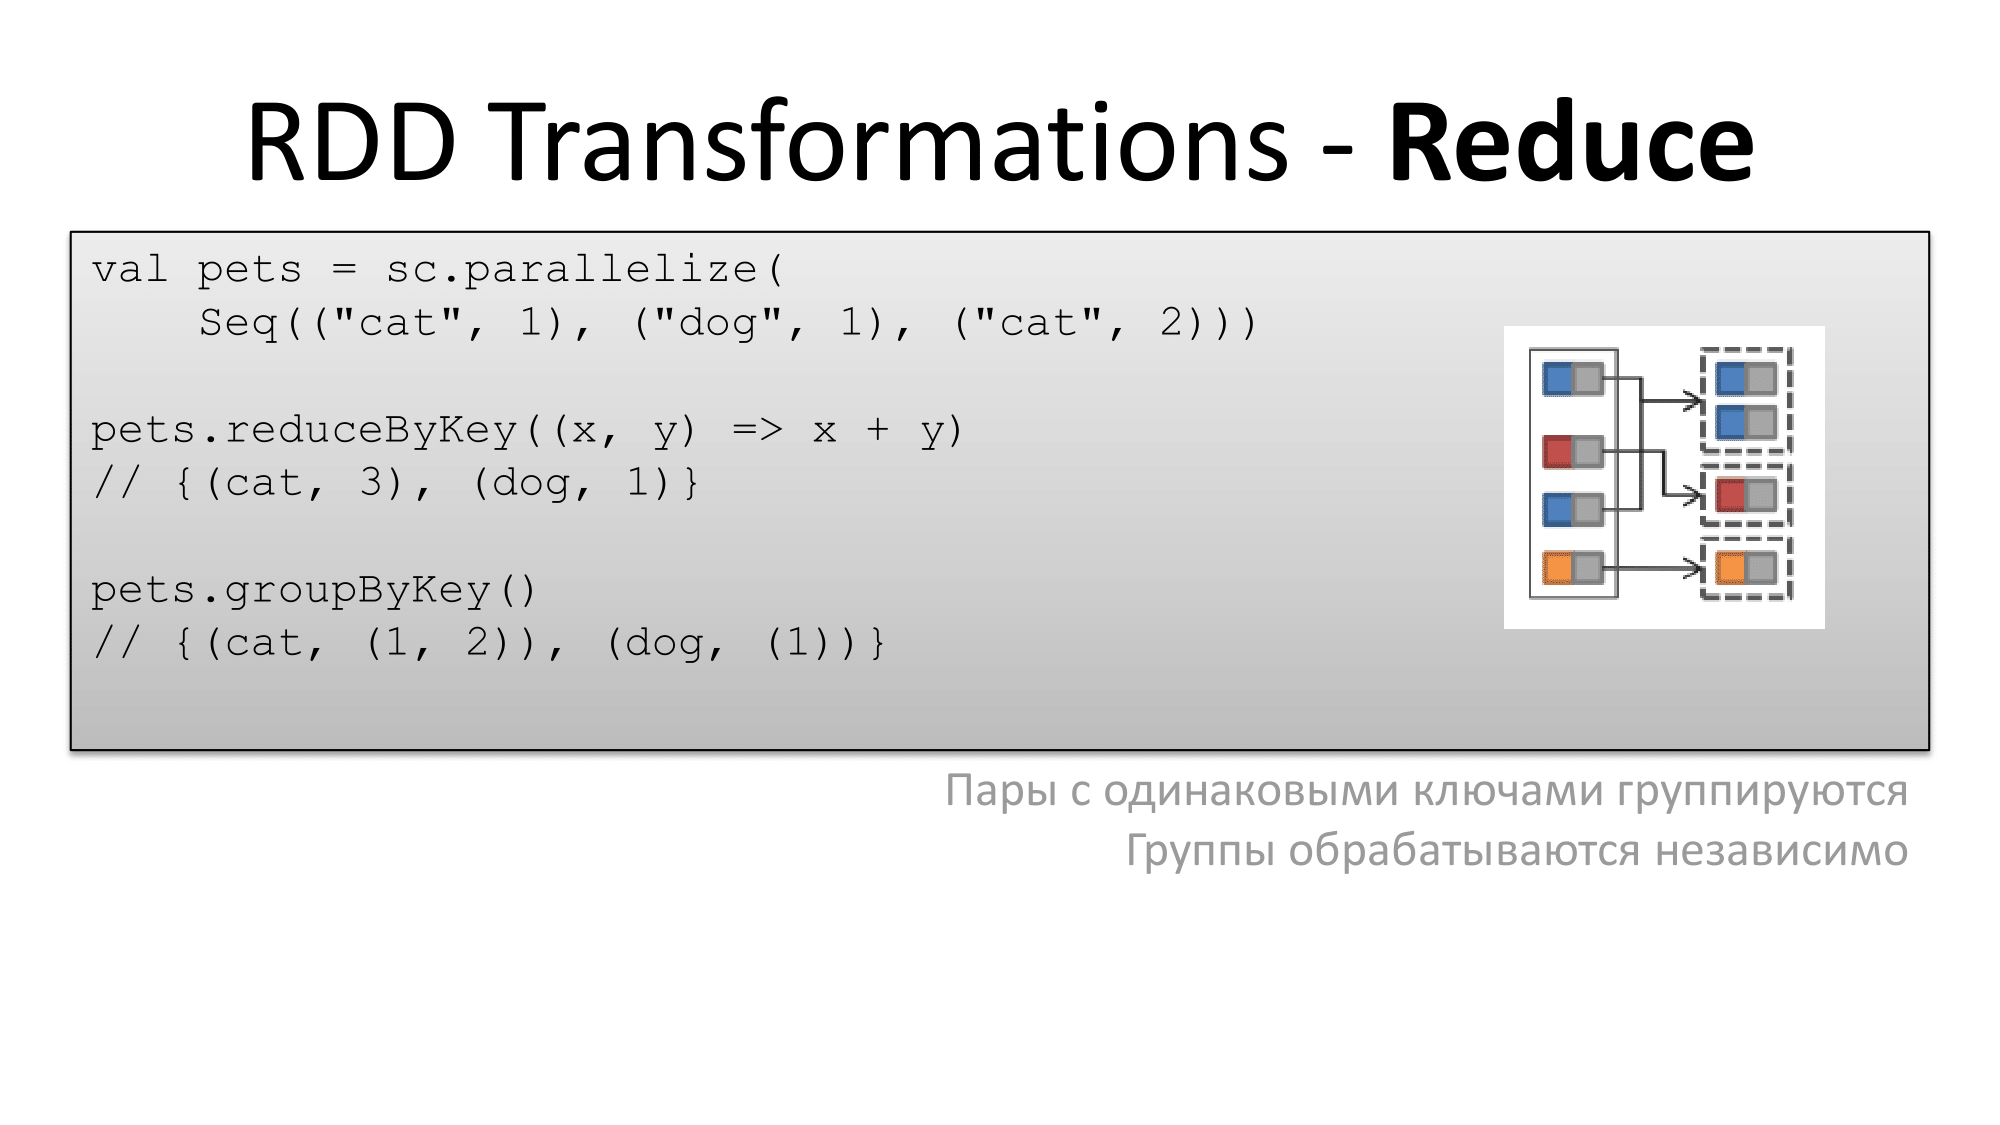 RDD Transformations - Reduce
val pets = sc.parallelize(
    Seq(("cat", 1), ("dog", 1), ("cat", 2)))
pets.reduceByKey((x, y) => x + y)
// {(cat, 3), (dog, 1)}
pets.groupByKey()
// {(cat, (1, 2)), (dog, (1))}
Пары с одинаковыми ключами группируются
Группы обрабатываются независимо